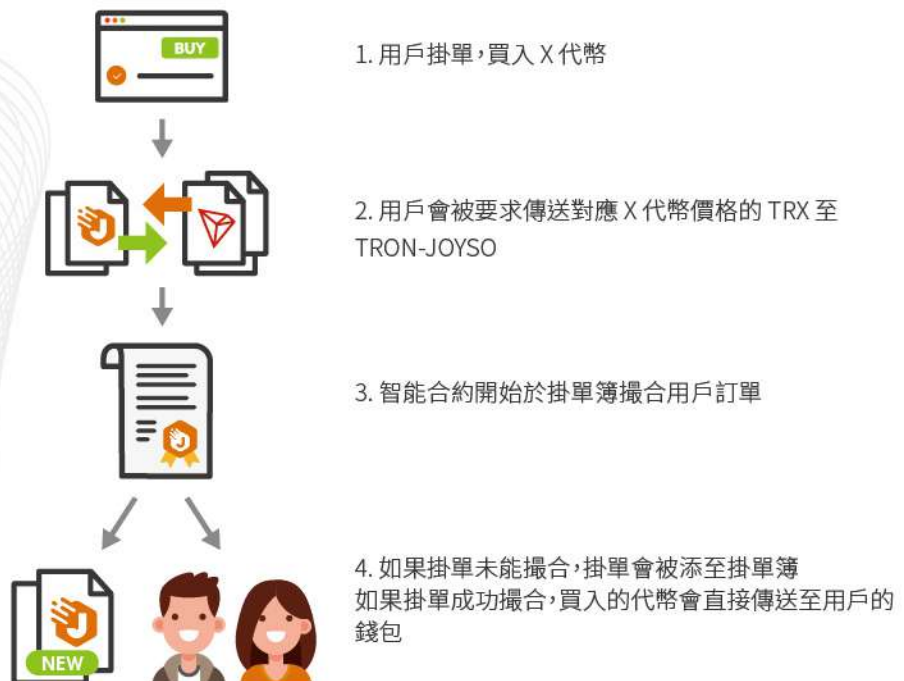 BUY
1. 用戶掛單，買入 X 代幣
2. 用戶會被要求傳送對應 X 代幣價格的 TRX 至
TRON-JOYSO
3. 智能合約開始於掛單簿撮合用戶訂單
4. 如果掛單未能撮合，掛單會被添至掛單簿
如果掛單成功撮合，買入的代幣會直接傳送至用戶的
錢包
NEW